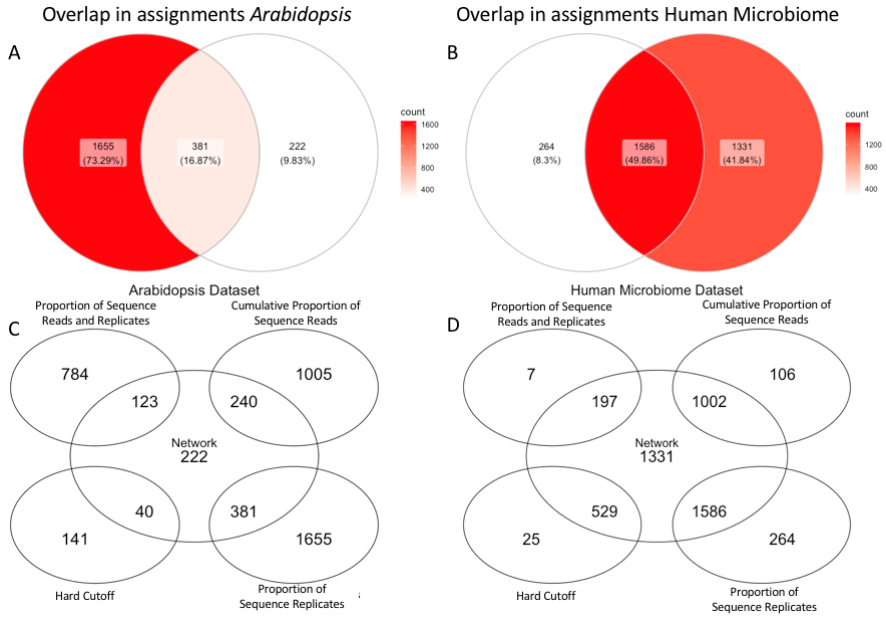 Overlap in assignments Arabidopsis
Overlap in assignments Human Microbiome
A
1655
(73.29%)
381
(16.87%)
222
(9.83%)
count
1600
1200
800
400
B
264
(8.3%)
1586
(49.86%)
1331
(41.84%)
count
1200
800
400
Arabidopsis Dataset
Proportion of Sequence
Reads and Replicates
Cumulative Proportion of
Sequence Reads
C
784
1005
123
240
Network
222
40
381
141
1655
Hard Cutoff
Proportion of
Sequence Replicates
Human Microbiome Dataset
Proportion of Sequence
Reads and Replicates
Cumulative Proportion of
Sequence Reads
D
7
106
197
1002
Network
1331
529
1586
25
264
Hard Cutoff
Proportion of
Sequence Replicates